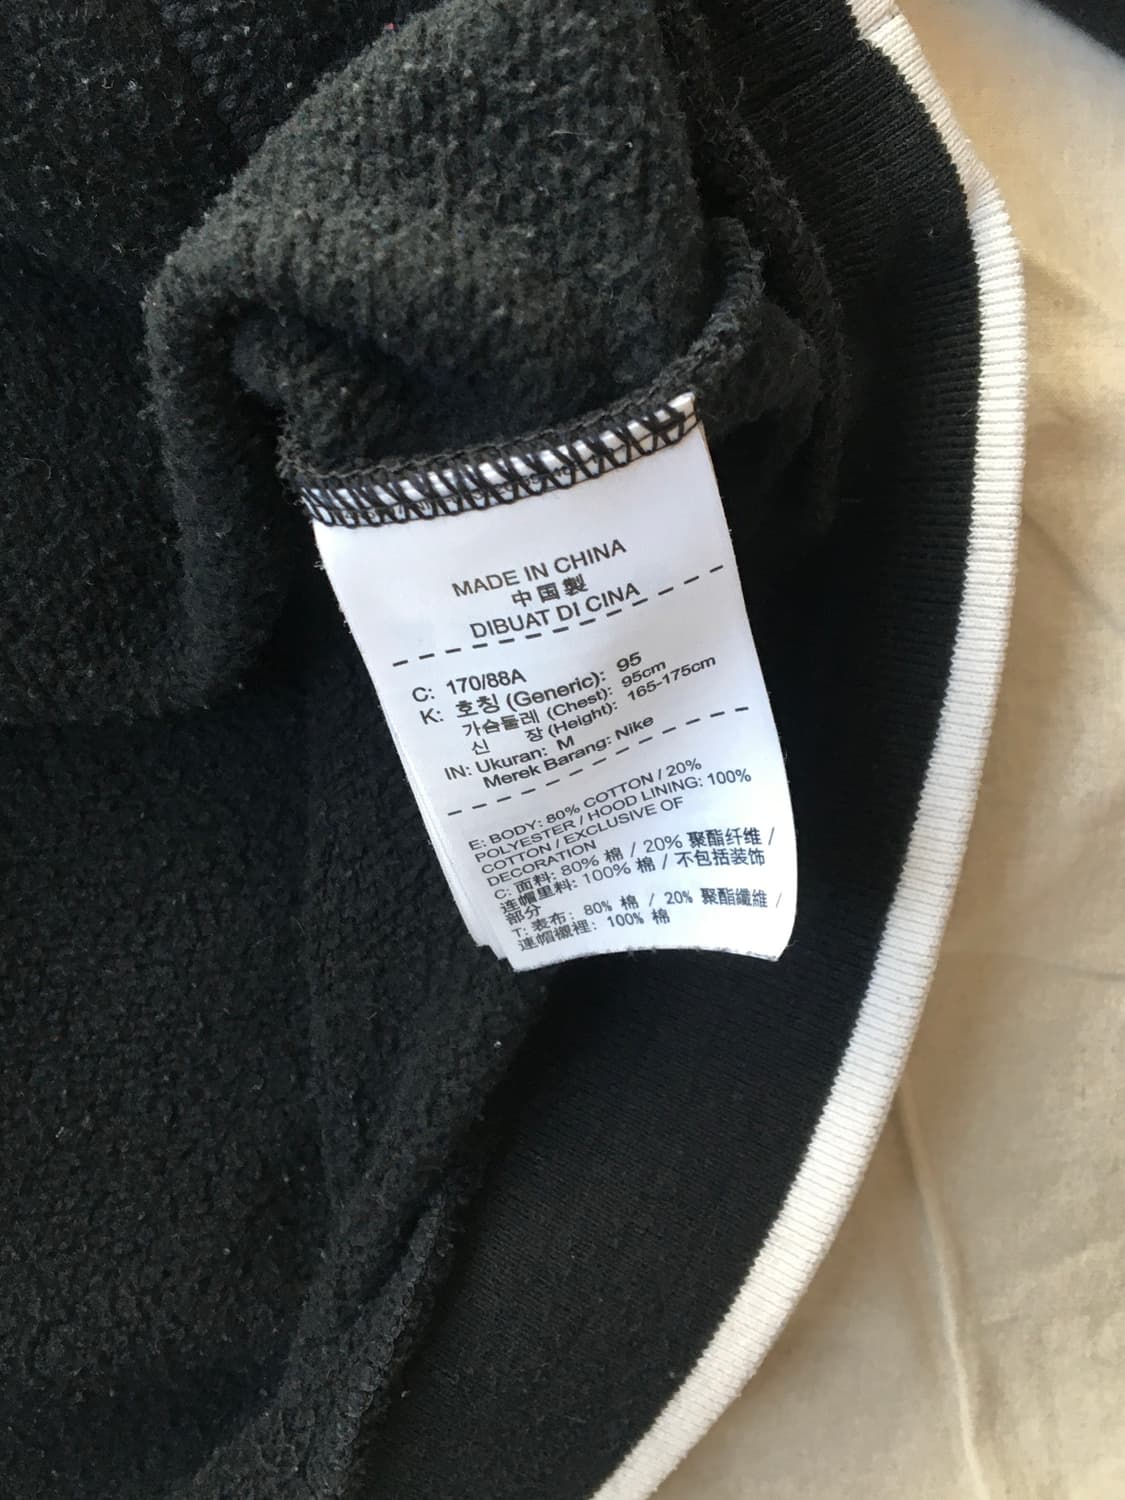 MADE IN CHINA
中国製
DIBUAT DI CINA
C: 170/88A
K: 호칭 (Generic): 95
가슴둘레 (Chest): 95cm
신 장 (Height): 165-175cm
IN: Ukuran: M
Merek Barang: Nike
E: BODY: 80% COTTON / 20%
POLYESTER / HOOD LINING: 100%
COTTON / EXCLUSIVE OF
DECORATION
C: 面料: 80% 棉 / 20% 聚酯纤维 /
连帽里料: 100% 棉 / 不包括装饰
部分
T: 表布: 80% 棉 / 20% 聚酯纖維 /
連帽襯裡: 100% 棉